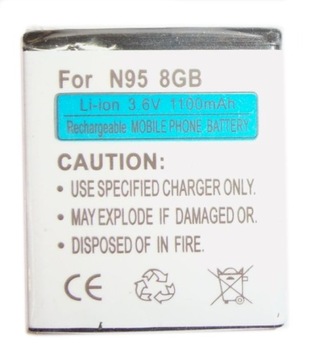 For N95 8GB
Li-ion 3.6V 1100mAh
Rechargeable MOBILE PHONE BATTERY
CAUTION:
• USE SPECIFIED CHARGER ONLY.
• MAY EXPLODE IF DAMAGED OR
• DISPOSED OF IN FIRE.
CE